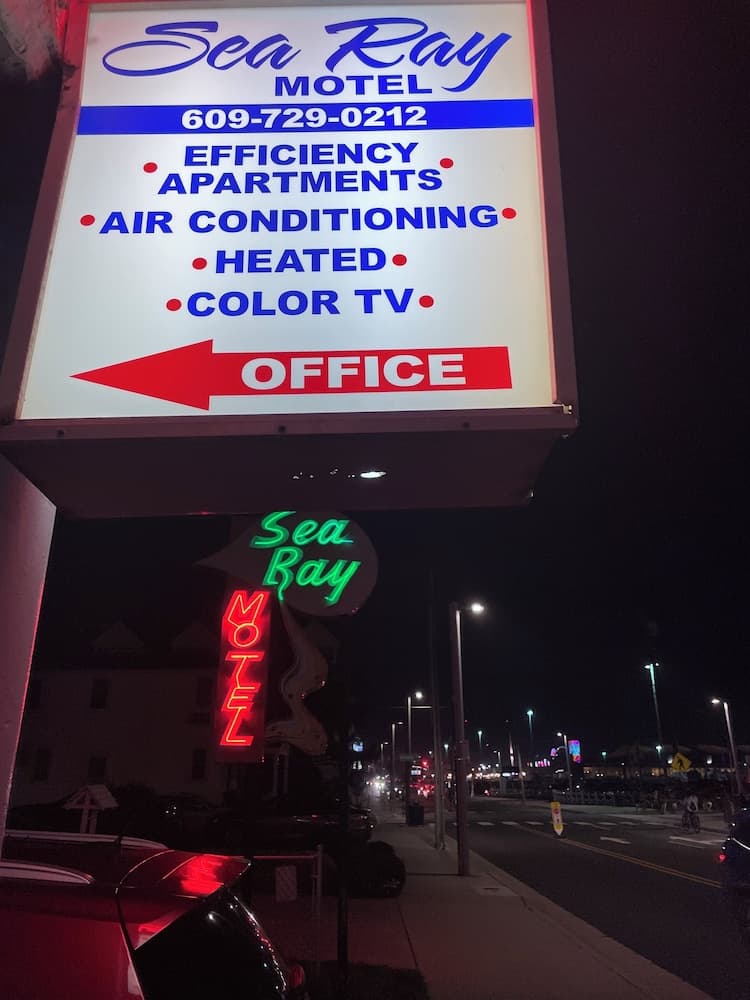 Sea Ray
MOTEL
609-729-0212
• EFFICIENCY •
APARTMENTS
• AIR CONDITIONING •
• HEATED •
• COLOR TV •
OFFICE
Sea
Ray
MOTEL